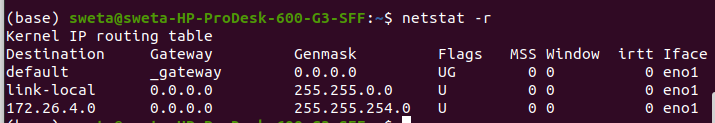 (base) sweta@sweta-HP-ProDesk-600-G3-SFF:~$ netstat -r
Kernel IP routing table
Destination Gateway Genmask Flags MSS Window irtt Iface
default _gateway 0.0.0.0 UG 0 0 0 eno1
link-local 0.0.0.0 255.255.0.0 U 0 0 0 eno1
172.26.4.0 0.0.0.0 255.255.254.0 U 0 0 0 eno1
(base) sweta@sweta-HP-ProDesk-600-G3-SFF:~$